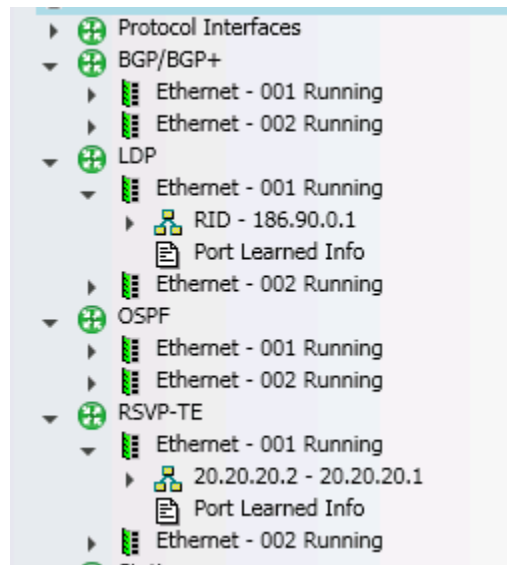 Protocol Interfaces
BGP/BGP+
Ethernet - 001 Running
Ethernet - 002 Running
LDP
Ethernet - 001 Running
RID - 186.90.0.1
Port Learned Info
Ethernet - 002 Running
OSPF
Ethernet - 001 Running
Ethernet - 002 Running
RSVP-TE
Ethernet - 001 Running
20.20.20.2 - 20.20.20.1
Port Learned Info
Ethernet - 002 Running